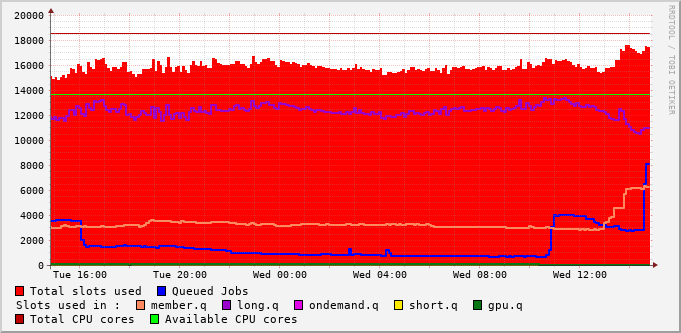 20000
18000
16000
14000
12000
10000
8000
6000
4000
2000
0
Tue 16:00 Tue 20:00 Wed 00:00 Wed 04:00 Wed 08:00 Wed 12:00
RRDTOOL / TOBI OETIKER
Total slots used Queued Jobs
Slots used in : member.q long.q ondemand.q short.q gpu.q
Total CPU cores Available CPU cores